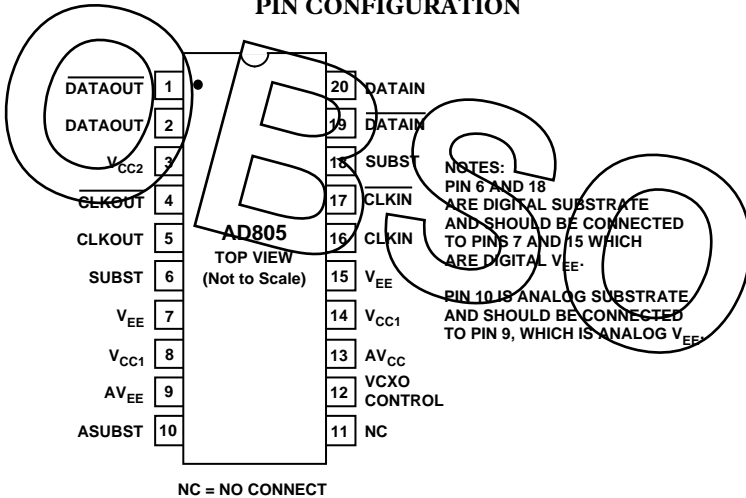 PIN CONFIGURATION
DATAOUT 1
DATAOUT 2
VCC2 3
CLKOUT 4
CLKOUT 5
SUBST 6
VEE 7
VCC1 8
AVEE 9
ASUBST 10
AD805
TOP VIEW
(Not to Scale)
20 DATAIN
19 DATAIN
18 SUBST
17 CLKIN
16 CLKIN
15 VEE
14 VCC1
13 AVCC
12 VCXO
CONTROL
11 NC
NOTES:
PIN 6 AND 18
ARE DIGITAL SUBSTRATE
AND SHOULD BE CONNECTED
TO PINS 7 AND 15 WHICH
ARE DIGITAL VEE.
PIN 10 IS ANALOG SUBSTRATE
AND SHOULD BE CONNECTED
TO PIN 9, WHICH IS ANALOG VEE.
NC = NO CONNECT
OBSO